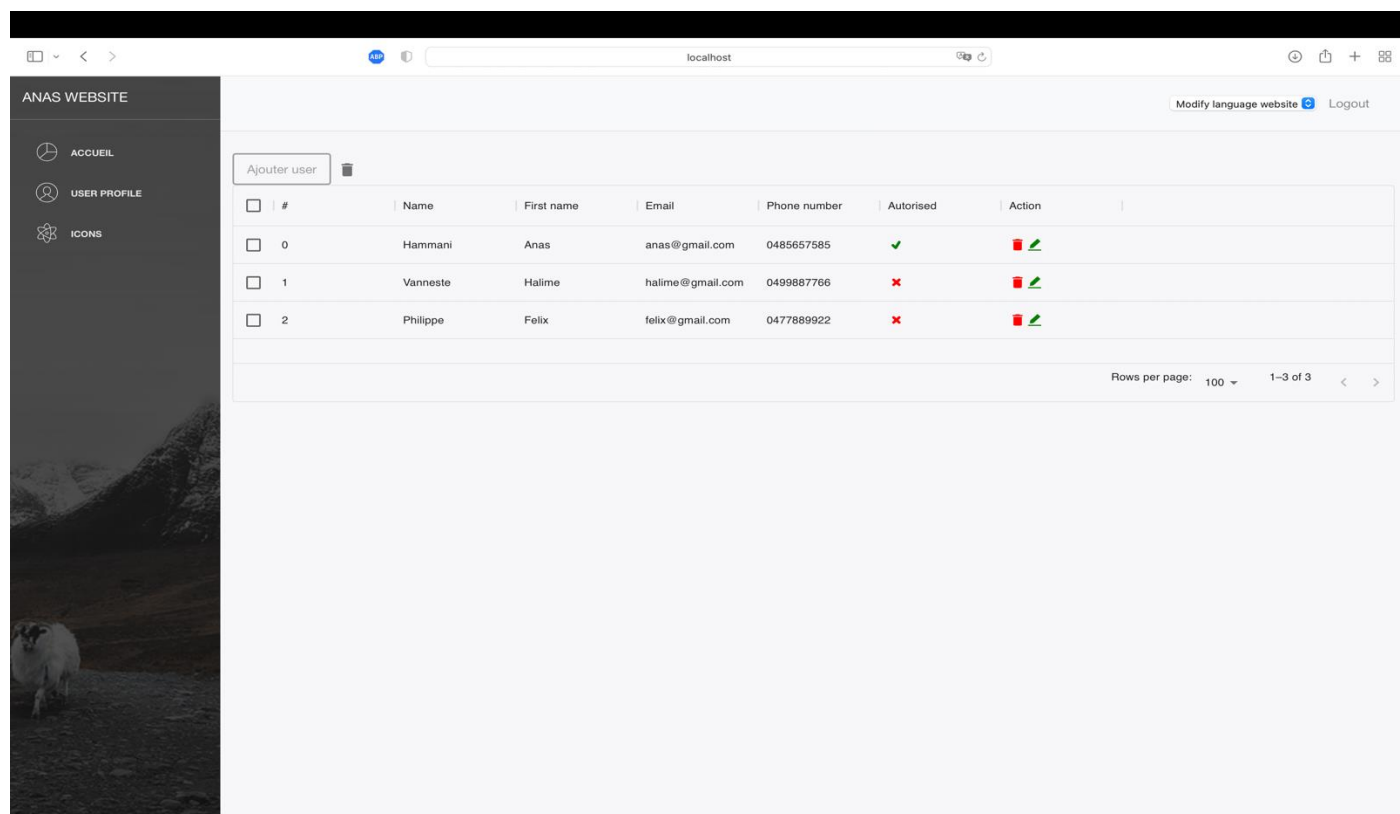 ABP
localhost
ANAS WEBSITE
Modify language website
Logout
ACCUEIL
USER PROFILE
ICONS
Ajouter user
# Name First name Email Phone number Autorised Action
0 Hammani Anas anas@gmail.com 0485657585
1 Vanneste Halime halime@gmail.com 0499887766
2 Philippe Felix felix@gmail.com 0477889922
Rows per page: 100 1–3 of 3